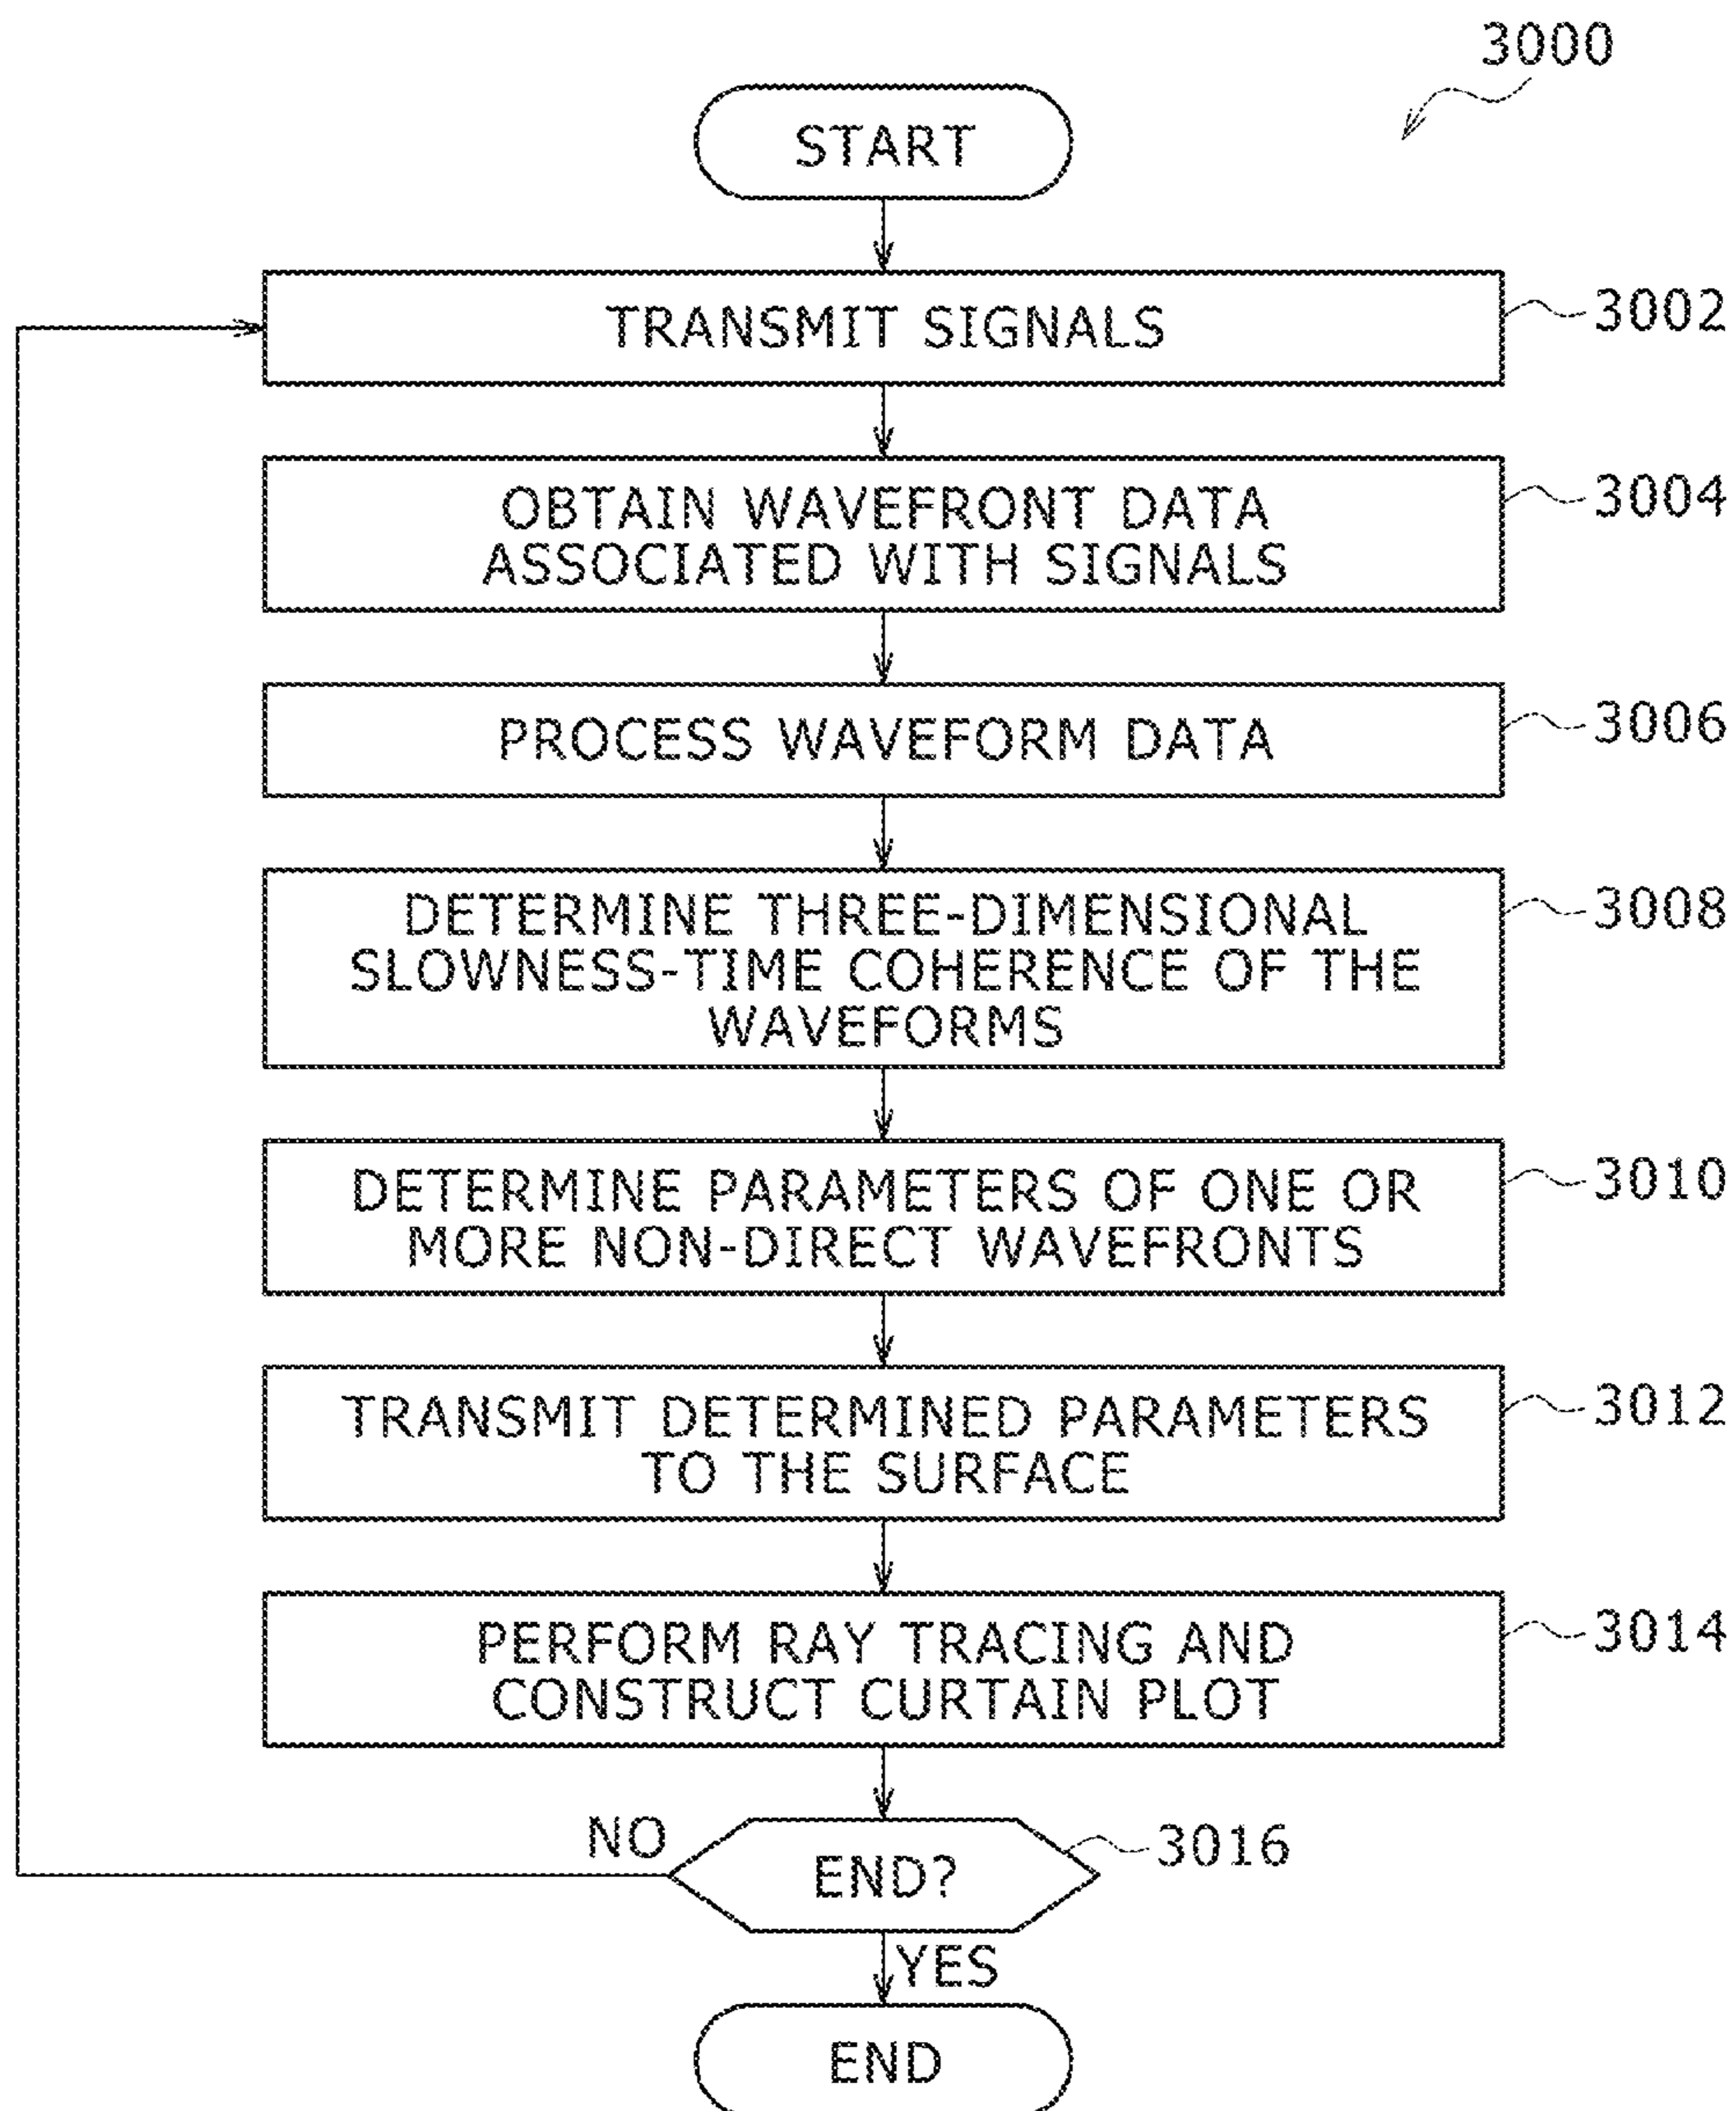 3000
START
TRANSMIT SIGNALS
3002
OBTAIN WAVEFRONT DATA
ASSOCIATED WITH SIGNALS
3004
PROCESS WAVEFORM DATA
3006
DETERMINE THREE-DIMENSIONAL
SLOWNESS-TIME COHERENCE OF THE
WAVEFORMS
3008
DETERMINE PARAMETERS OF ONE OR
MORE NON-DIRECT WAVEFRONTS
3010
TRANSMIT DETERMINED PARAMETERS
TO THE SURFACE
3012
PERFORM RAY TRACING AND
CONSTRUCT CURTAIN PLOT
3014
NO
END?
3016
YES
END